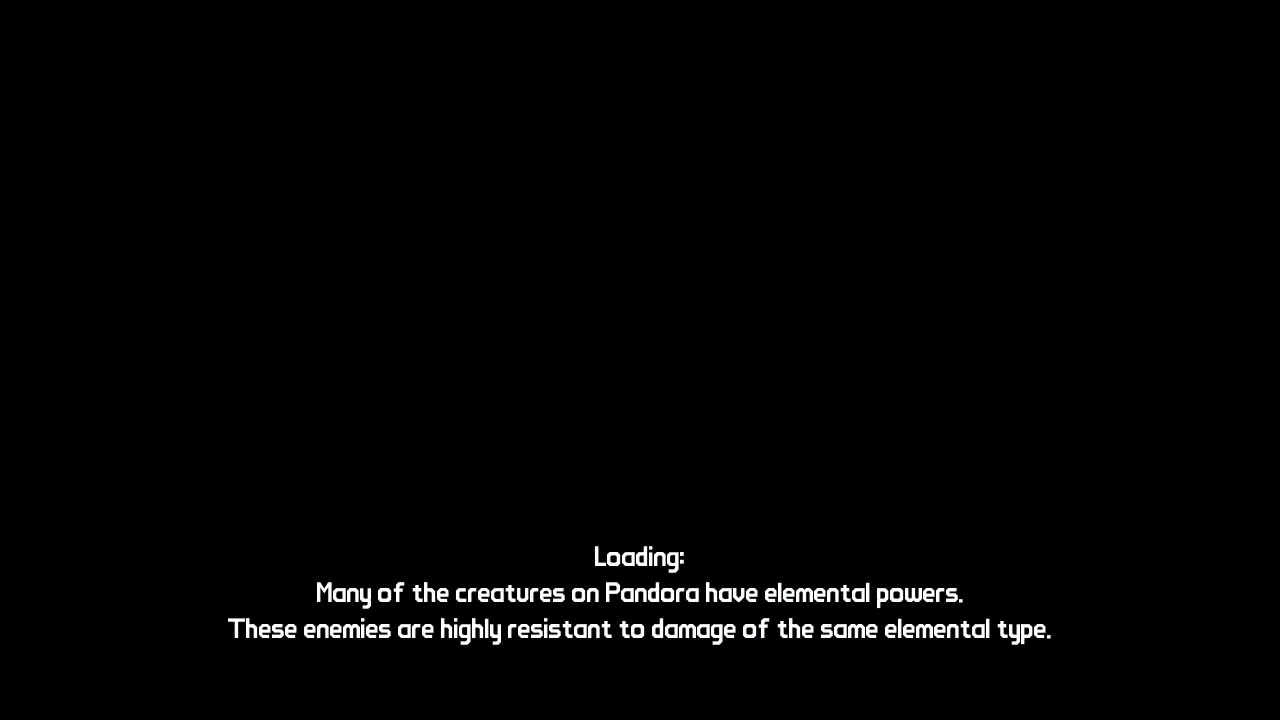 Loading:
Many of the creatures on Pandora have elemental powers.
These enemies are highly resistant to damage of the same elemental type.